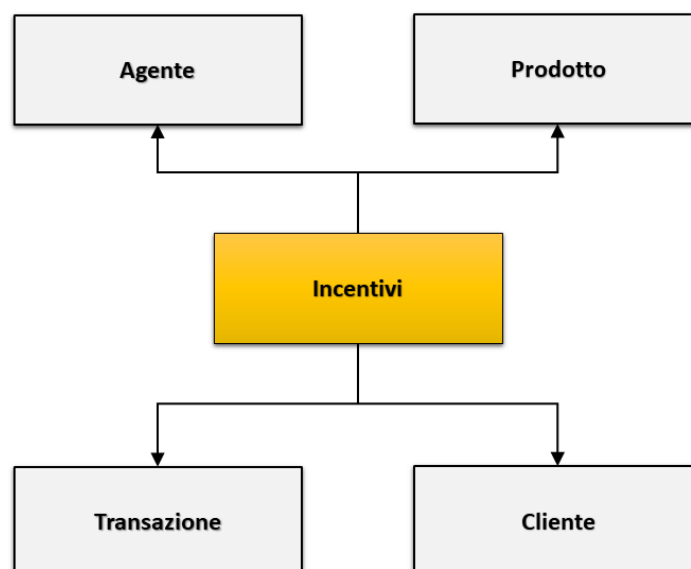 Agente
Prodotto
Incentivi
Transazione
Cliente